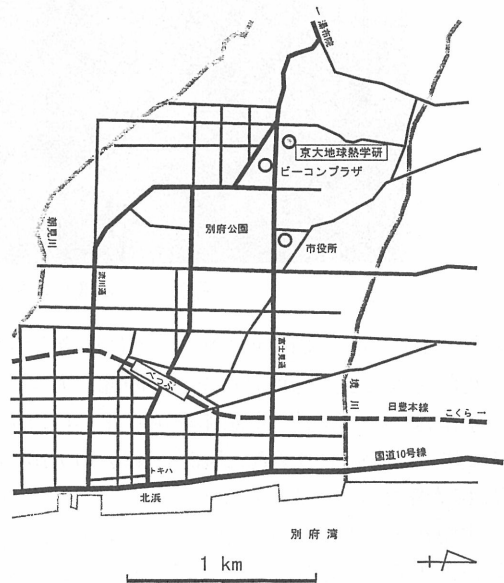 湯布院
京大地球熱学研
ビーコンプラザ
朝見川
別府公園
市役所
流川通
富士見通
べっぷ
境川
日豊本線
こくら→
国道10号線
トキハ
北浜
別府湾
1 km